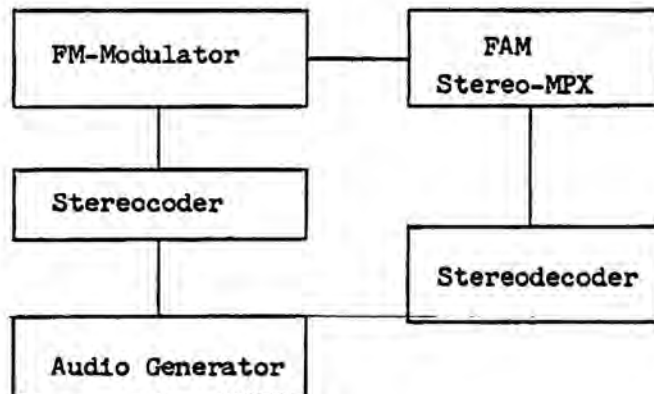 FM-Modulator
FAM
Stereo-MPX
Stereocoder
Stereodecoder
Audio Generator